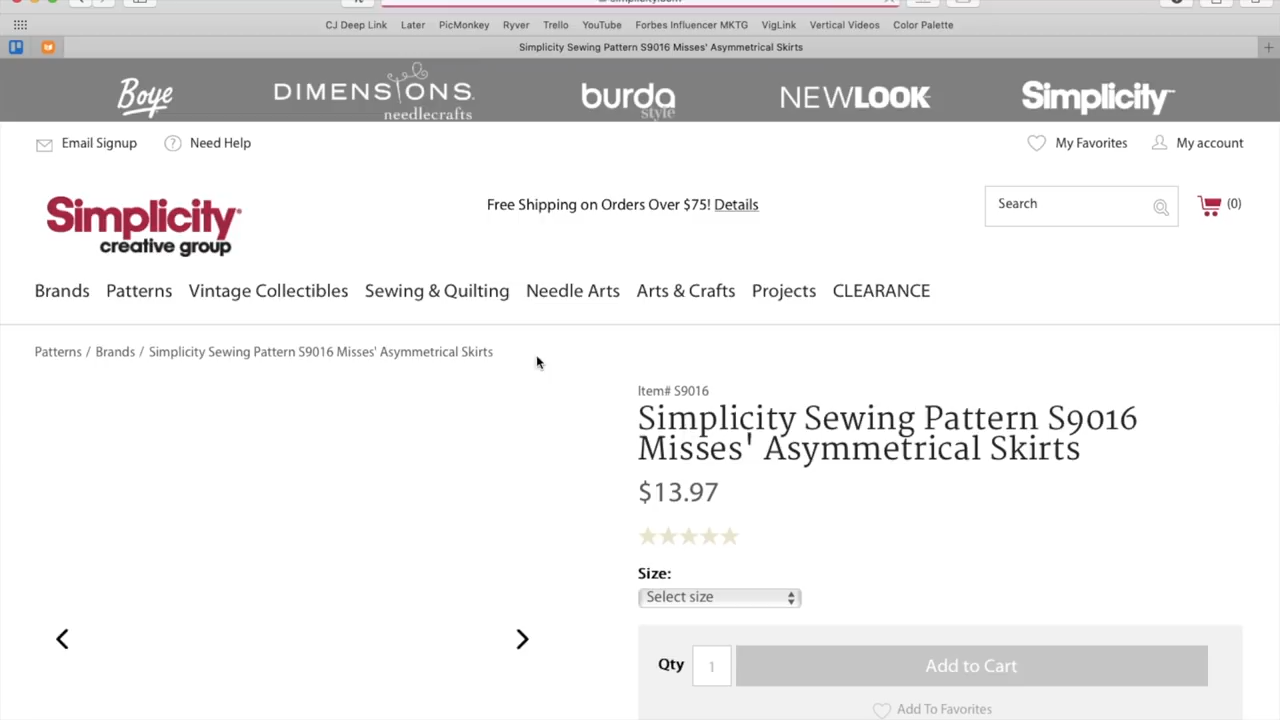 simplicity.com
CJ Deep Link Later PicMonkey Ryver Trello YouTube Forbes Influencer MKTG VigLink Vertical Videos Color Palette
Simplicity Sewing Pattern S9016 Misses' Asymmetrical Skirts
Boye DIMENSIONS needlecrafts burda style NEWLOOK Simplicity
Email Signup Need Help My Favorites My account
Simplicity creative group
Free Shipping on Orders Over $75! Details
Search (0)
Brands Patterns Vintage Collectibles Sewing & Quilting Needle Arts Arts & Crafts Projects CLEARANCE
Patterns / Brands / Simplicity Sewing Pattern S9016 Misses' Asymmetrical Skirts
Item# S9016
Simplicity Sewing Pattern S9016
Misses' Asymmetrical Skirts
$13.97
Size:
Select size
Qty 1 Add to Cart
Add To Favorites